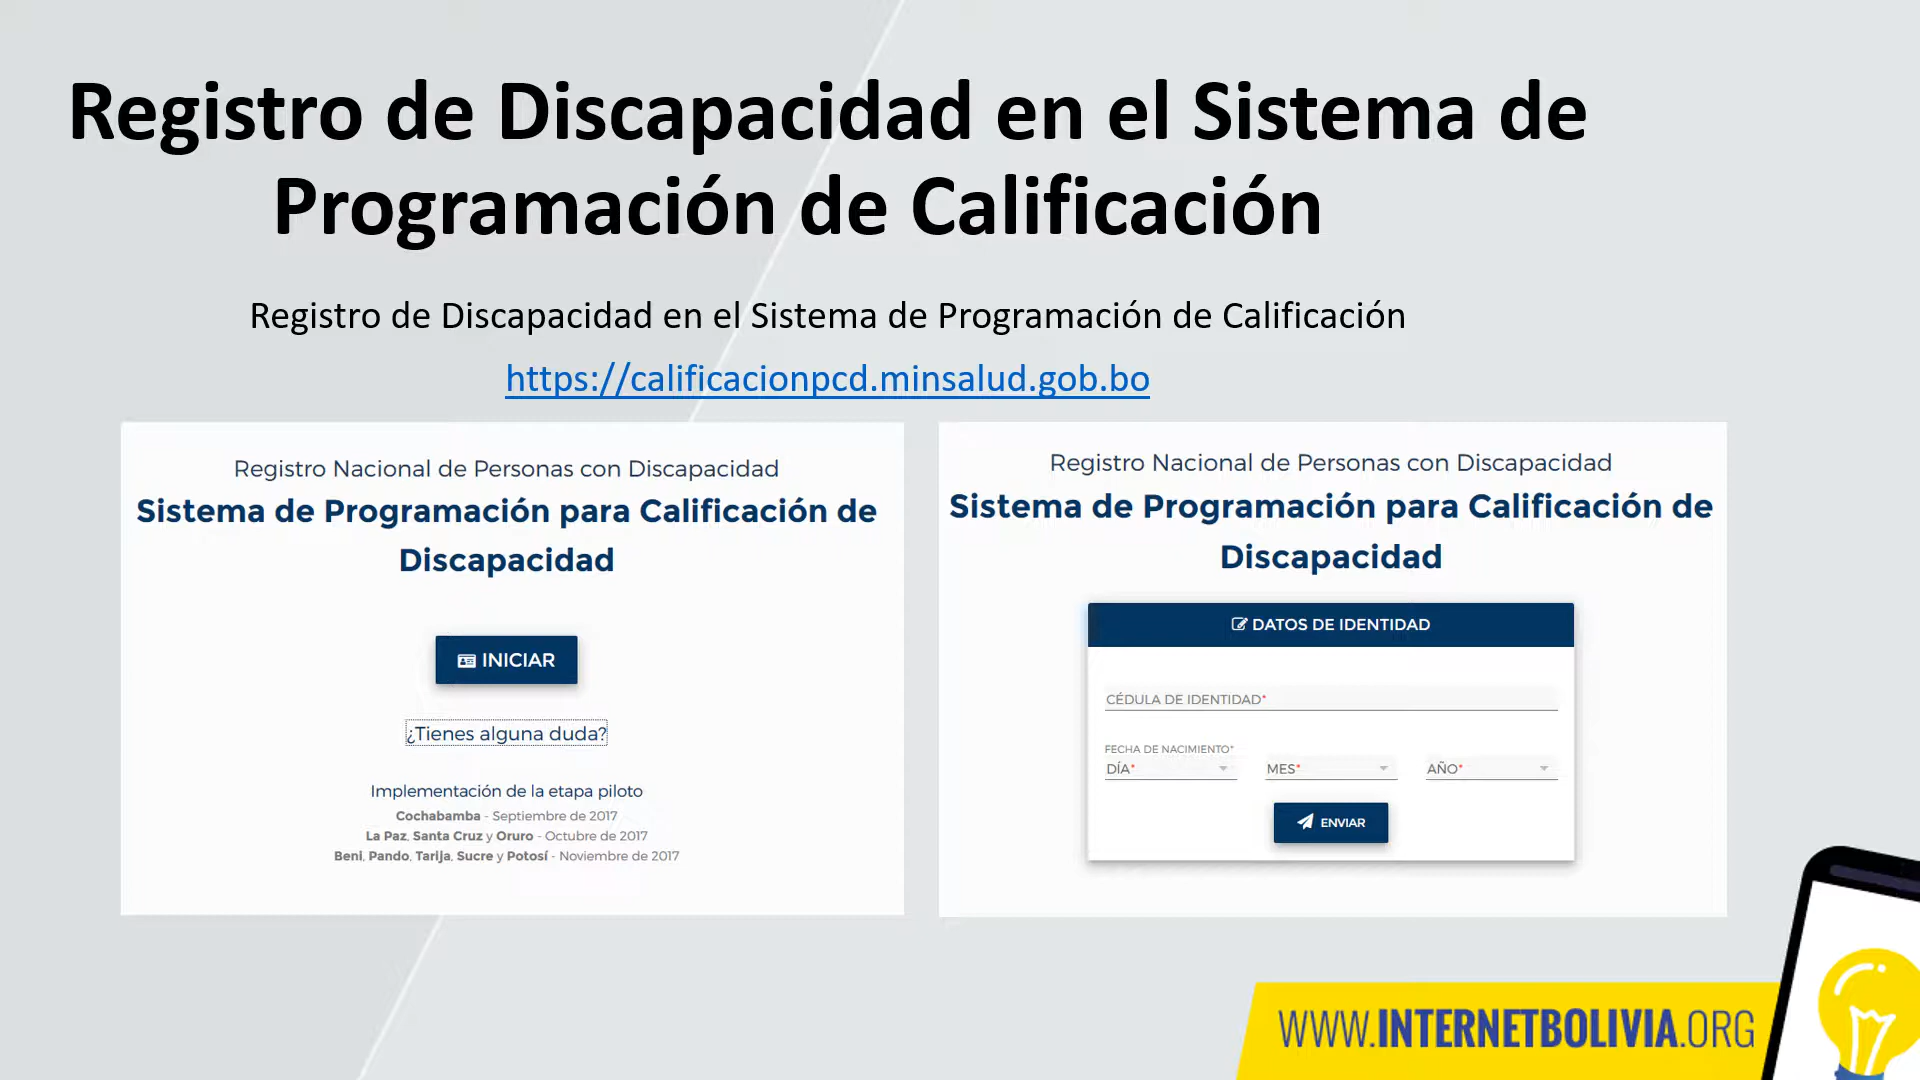 Registro de Discapacidad en el Sistema de
Programación de Calificación
Registro de Discapacidad en el Sistema de Programación de Calificación
https://calificacionpcd.minsalud.gob.bo
Registro Nacional de Personas con Discapacidad
Sistema de Programación para Calificación de
Discapacidad
INICIAR
¿Tienes alguna duda?
Implementación de la etapa piloto
Cochabamba - Septiembre de 2017
La Paz, Santa Cruz y Oruro - Octubre de 2017
Beni, Pando, Tarija, Sucre y Potosí - Noviembre de 2017
Registro Nacional de Personas con Discapacidad
Sistema de Programación para Calificación de
Discapacidad
DATOS DE IDENTIDAD
CÉDULA DE IDENTIDAD*
FECHA DE NACIMIENTO*
DÍA* MES* AÑO*
ENVIAR
WWW.INTERNETBOLIVIA.ORG